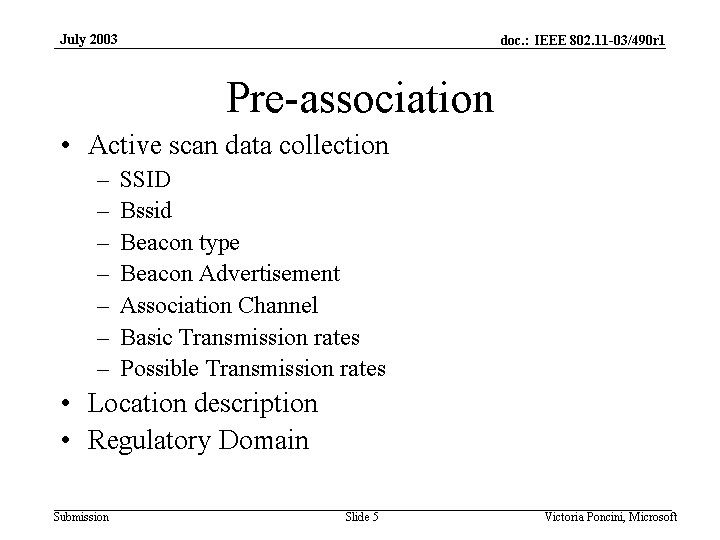 July 2003 doc.: IEEE 802.11-03/490r1
Pre-association
• Active scan data collection
– SSID
– Bssid
– Beacon type
– Beacon Advertisement
– Association Channel
– Basic Transmission rates
– Possible Transmission rates
• Location description
• Regulatory Domain
Submission Slide 5 Victoria Poncini, Microsoft